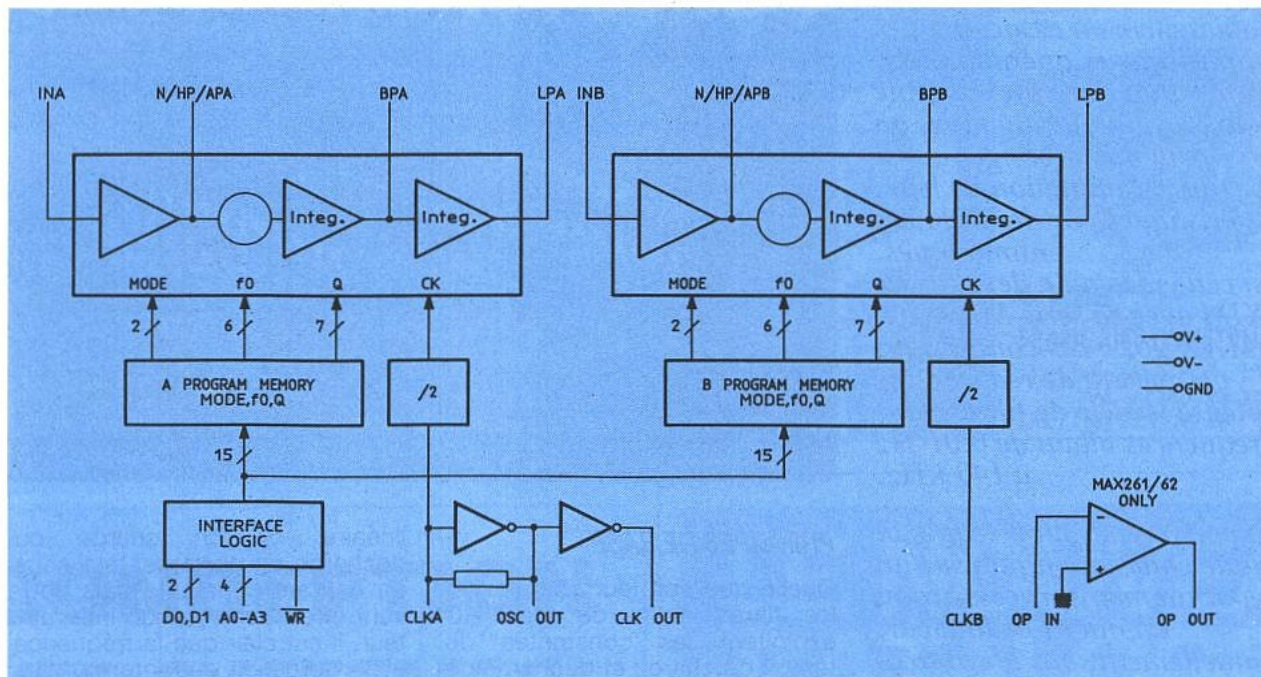 INA N/HP/APA BPA LPA INB N/HP/APB BPB LPB
Integ. Integ. Integ. Integ.
MODE f0 Q CK MODE f0 Q CK
2 6 7 2 6 7
V+
V-
GND
A PROGRAM MEMORY
MODE,f0,Q
/2
B PROGRAM MEMORY
MODE,f0,Q
/2
15 15
MAX261/62
ONLY
INTERFACE
LOGIC
-
+
2 4
D0,D1 A0-A3 WR CLKA OSC OUT CLK OUT CLKB OP IN OP OUT